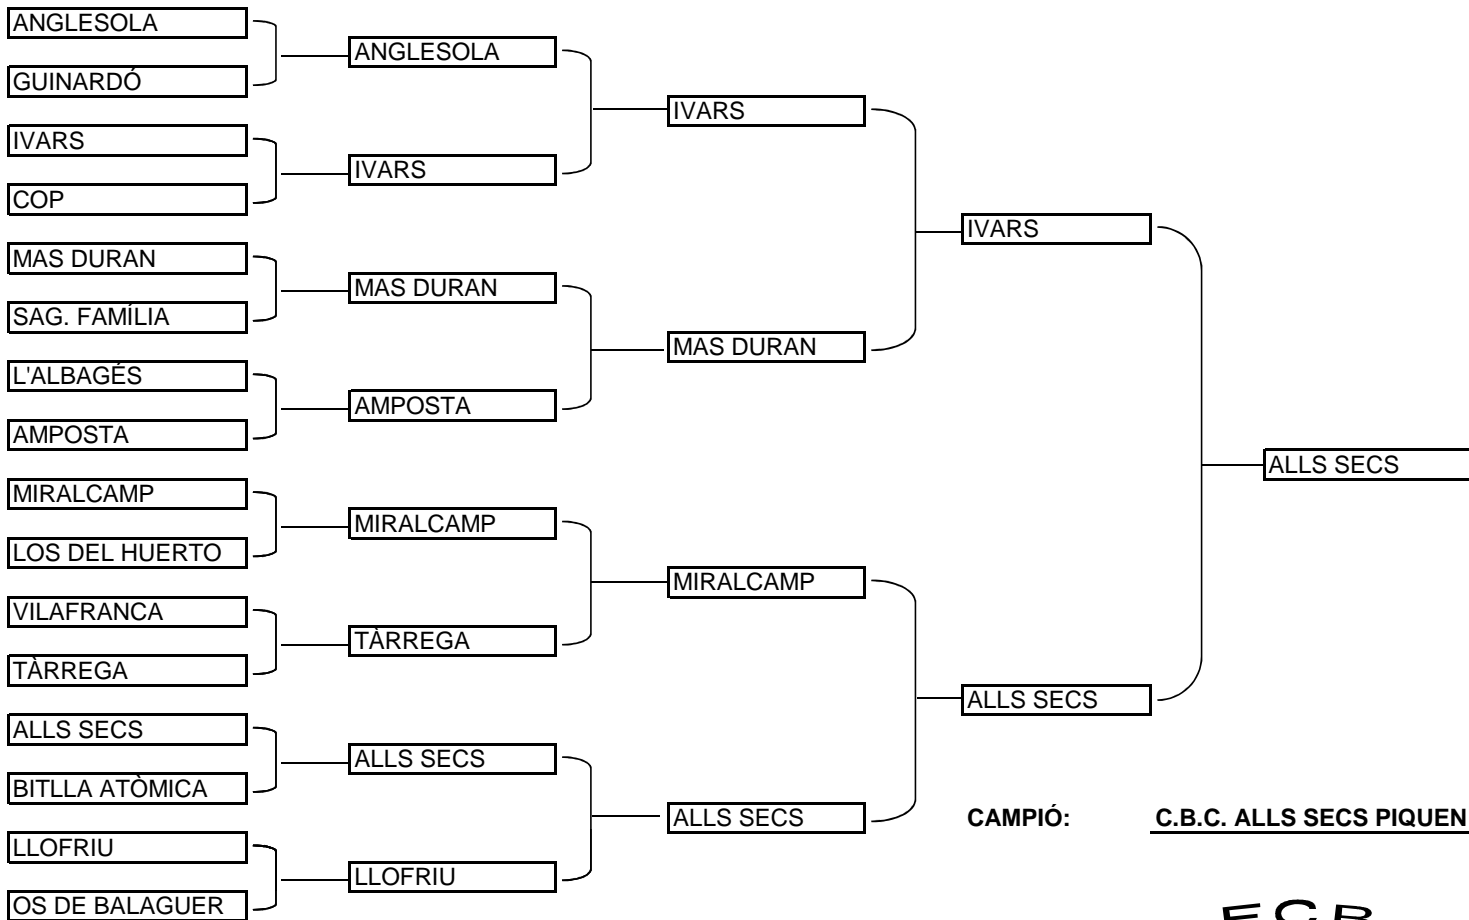 ANGLESOLA
GUINARDÓ
IVARS
COP
MAS DURAN
SAG. FAMÍLIA
L'ALBAGÉS
AMPOSTA
MIRALCAMP
LOS DEL HUERTO
VILAFRANCA
TÀRREGA
ALLS SECS
BITLLA ATÒMICA
LLOFRIU
OS DE BALAGUER
ANGLESOLA
IVARS
MAS DURAN
AMPOSTA
MIRALCAMP
TÀRREGA
ALLS SECS
LLOFRIU
IVARS
MAS DURAN
MIRALCAMP
ALLS SECS
IVARS
ALLS SECS
ALLS SECS
CAMPIÓ: C.B.C. ALLS SECS PIQUEN